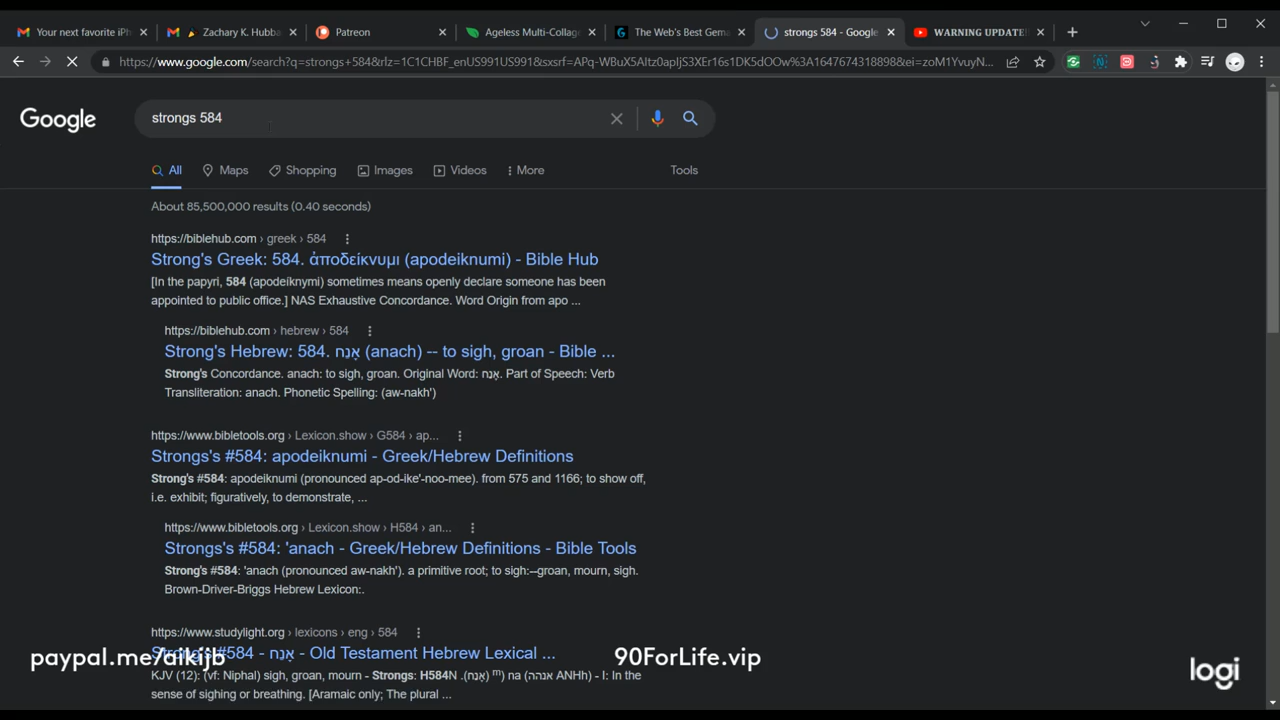 Your next favorite iPh
Zachary K. Hubba
Patreon
Ageless Multi-Collage
The Web's Best Gema
strongs 584 - Google
WARNING UPDATE!
https://www.google.com/search?q=strongs+584&rlz=1C1CHBF_enUS991US991&sxsrf=APq-WBuX5Altz0apIjS3XEr16s1DK5dOOw%3A1647674318898&ei=zoM1YvuyN...
Google
strongs 584
All
Maps
Shopping
Images
Videos
More
Tools
About 85,500,000 results (0.40 seconds)
https://biblehub.com › greek › 584
Strong's Greek: 584. ἀποδείκνυμι (apodeiknumi) - Bible Hub
[In the papyri, 584 (apodeíknymi) sometimes means openly declare someone has been
appointed to public office.] NAS Exhaustive Concordance. Word Origin from apo ...
https://biblehub.com › hebrew › 584
Strong's Hebrew: 584. אָנַח (anach) -- to sigh, groan - Bible ...
Strong's Concordance. anach: to sigh, groan. Original Word: אָנַח. Part of Speech: Verb
Transliteration: anach. Phonetic Spelling: (aw-nakh')
https://www.bibletools.org › Lexicon.show › G584 › ap...
Strongs's #584: apodeiknumi - Greek/Hebrew Definitions
Strong's #584: apodeiknumi (pronounced ap-od-ike'-noo-mee). from 575 and 1166; to show off,
i.e. exhibit; figuratively, to demonstrate, ...
https://www.bibletools.org › Lexicon.show › H584 › an...
Strongs's #584: 'anach - Greek/Hebrew Definitions - Bible Tools
Strong's #584: 'anach (pronounced aw-nakh'). a primitive root; to sigh:--groan, mourn, sigh.
Brown-Driver-Briggs Hebrew Lexicon:.
https://www.studylight.org › lexicons › eng › 584
Strong's #584 - אָנַח - Old Testament Hebrew Lexical ...
KJV (12): (vf: Niphal) sigh, groan, mourn - Strongs: H584N .(אָנַח) ᵐ) na (אנהה ANHh) - I: In the
sense of sighing or breathing. [Aramaic only; The plural ...
paypal.me/aikijb
90ForLife.vip
logi